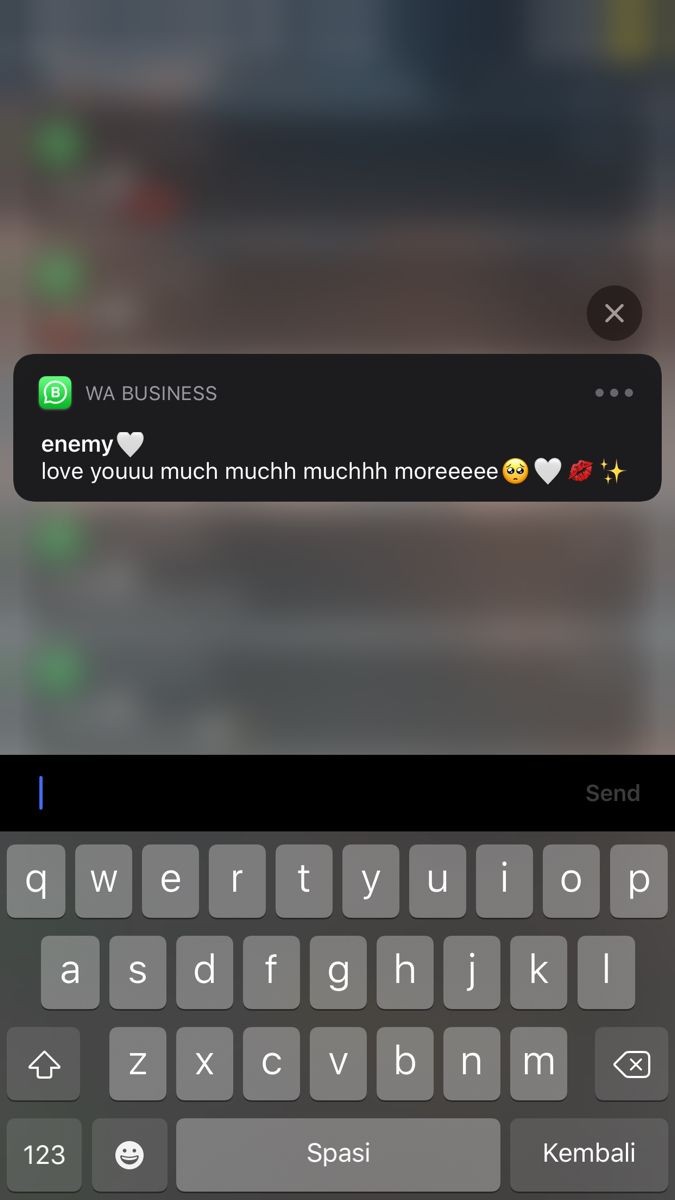 WA BUSINESS
enemy🤍
love youuu much muchh muchhh moreeeee🥺🤍💋✨
Send
q w e r t y u i o p
a s d f g h j k l
z x c v b n m
123 Spasi Kembali